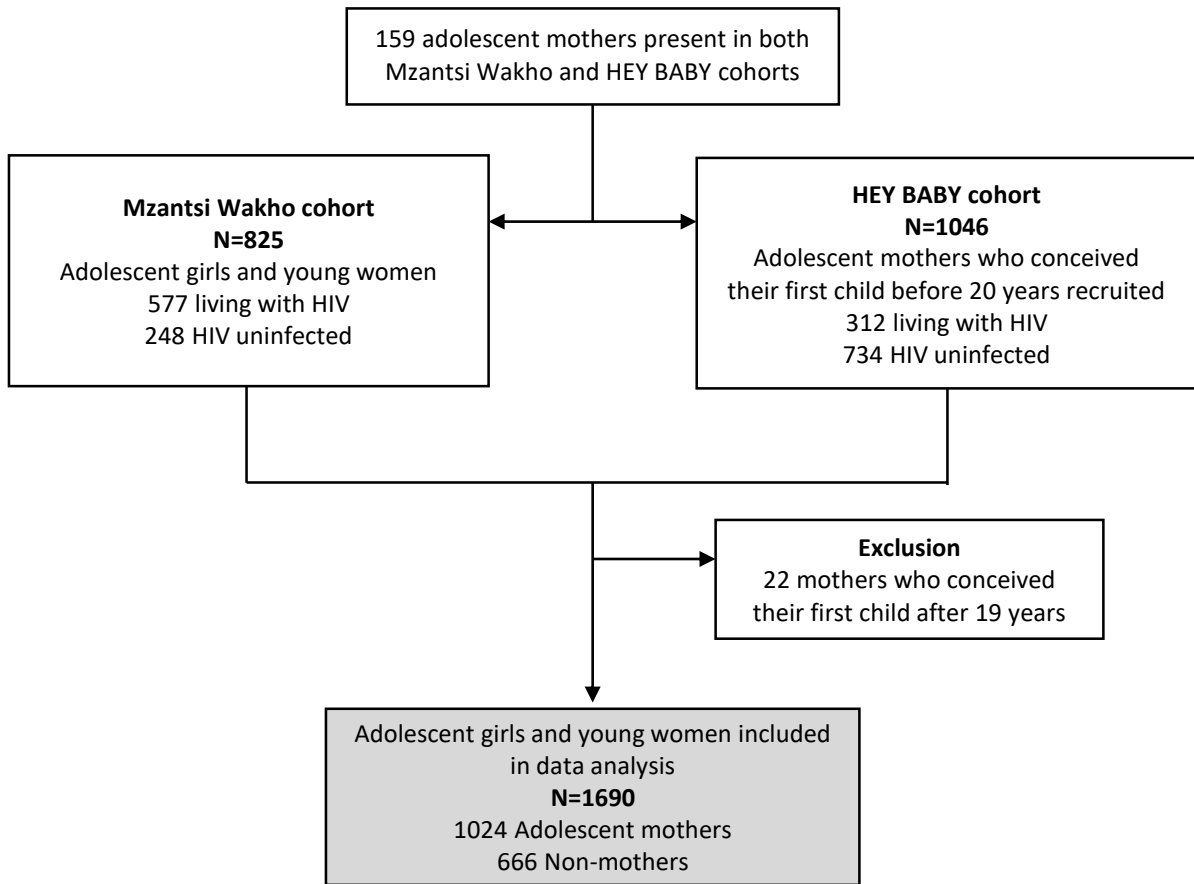 159 adolescent mothers present in both
Mzantsi Wakho and HEY BABY cohorts
Mzantsi Wakho cohort
N=825
Adolescent girls and young women
577 living with HIV
248 HIV uninfected
HEY BABY cohort
N=1046
Adolescent mothers who conceived
their first child before 20 years recruited
312 living with HIV
734 HIV uninfected
Exclusion
22 mothers who conceived
their first child after 19 years
Adolescent girls and young women included
in data analysis
N=1690
1024 Adolescent mothers
666 Non-mothers